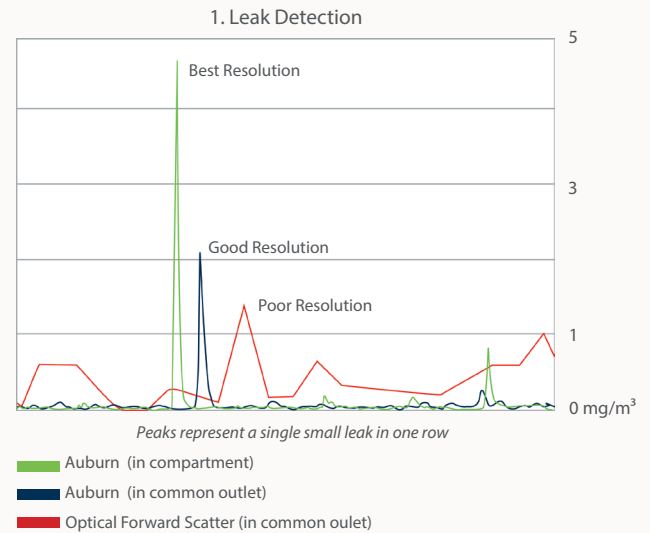 1. Leak Detection
5
Best Resolution
3
Good Resolution
Poor Resolution
1
0 mg/m³
Peaks represent a single small leak in one row
Auburn (in compartment)
Auburn (in common outlet)
Optical Forward Scatter (in common oulet)